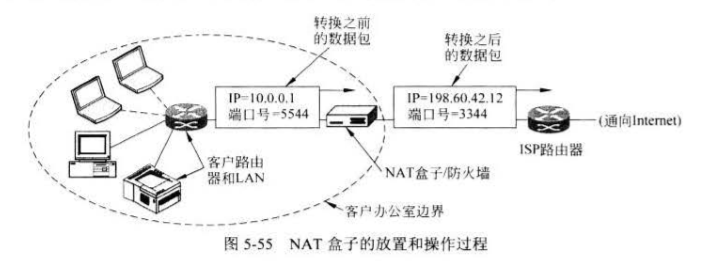 转换之前
的数据包
转换之后
的数据包
IP=10.0.0.1
端口号=5544
IP=198.60.42.12
端口号=3344
(通向Internet)
ISP路由器
客户路由
器和LAN
NAT盒子/防火墙
客户办公室边界
图 5-55 NAT 盒子的放置和操作过程